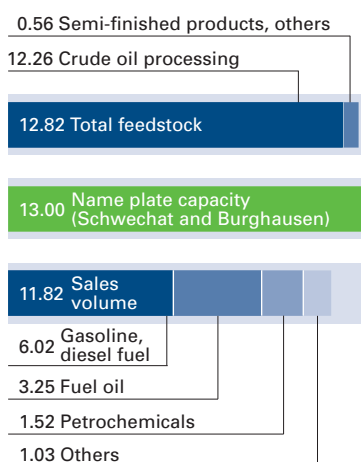 0.56 Semi-finished products, others
12.26 Crude oil processing
12.82 Total feedstock
13.00 Name plate capacity
(Schwechat and Burghausen)
11.82 Sales
volume
6.02 Gasoline,
diesel fuel
3.25 Fuel oil
1.52 Petrochemicals
1.03 Others